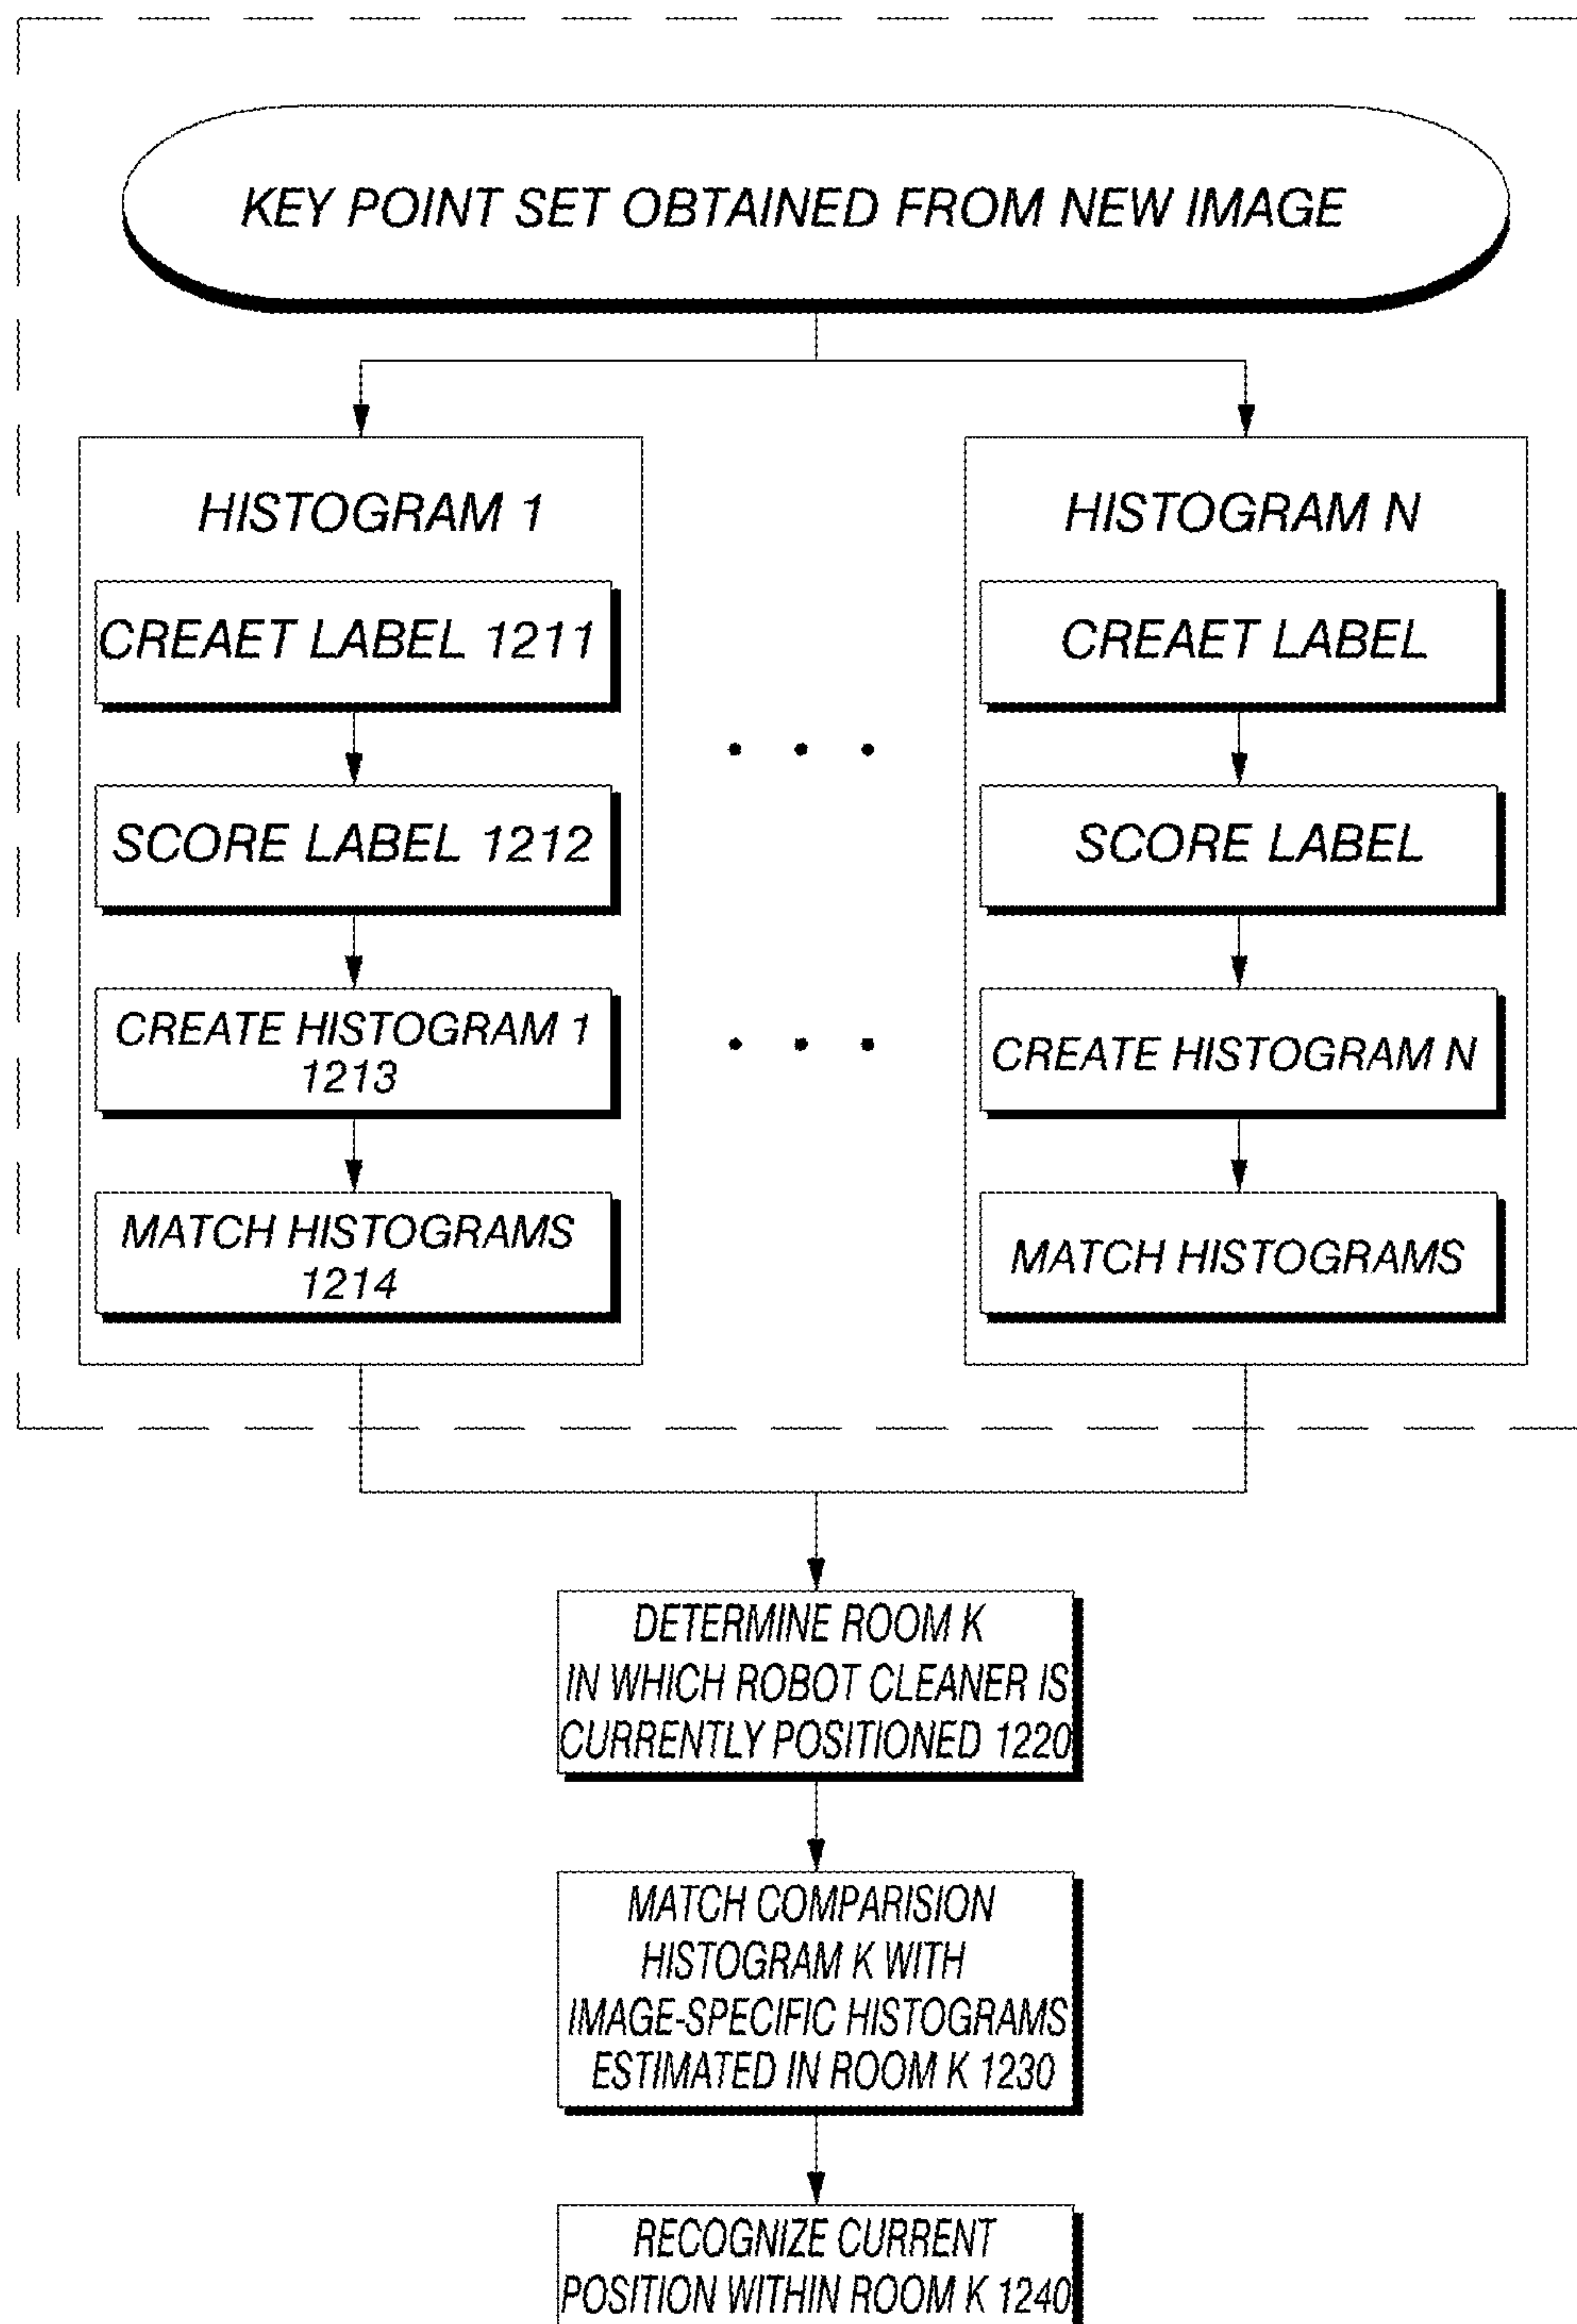 KEY POINT SET OBTAINED FROM NEW IMAGE
HISTOGRAM 1
CREAET LABEL 1211
SCORE LABEL 1212
CREATE HISTOGRAM 1
1213
MATCH HISTOGRAMS
1214
HISTOGRAM N
CREAET LABEL
SCORE LABEL
CREATE HISTOGRAM N
MATCH HISTOGRAMS
DETERMINE ROOM K
IN WHICH ROBOT CLEANER IS
CURRENTLY POSITIONED 1220
MATCH COMPARISION
HISTOGRAM K WITH
IMAGE-SPECIFIC HISTOGRAMS
ESTIMATED IN ROOM K 1230
RECOGNIZE CURRENT
POSITION WITHIN ROOM K 1240